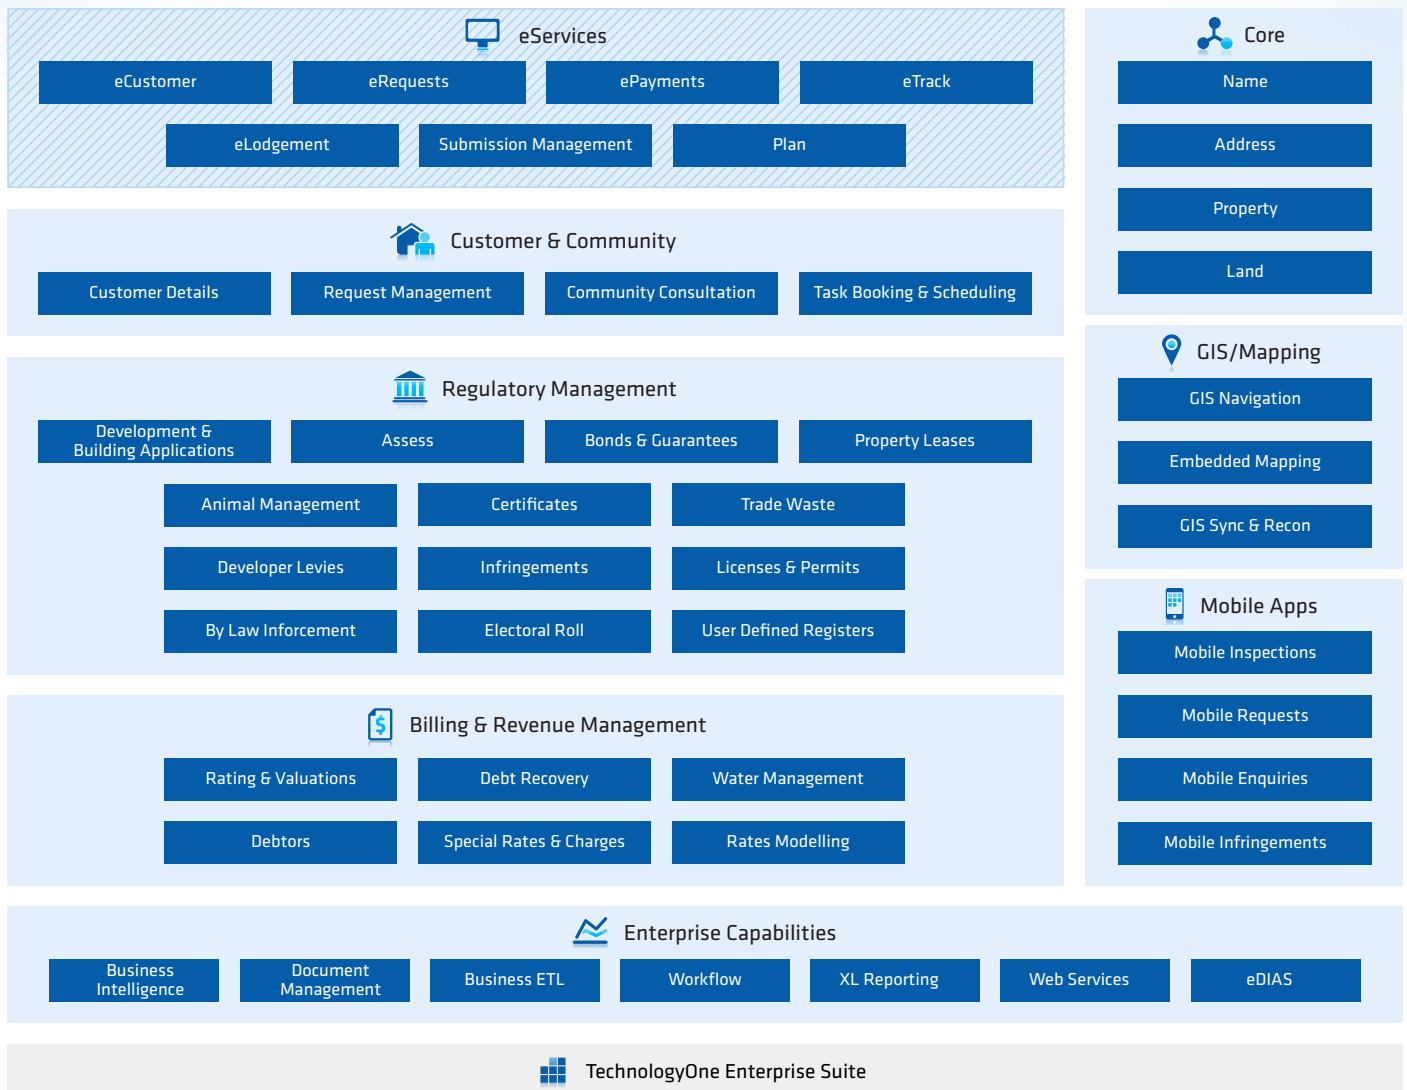 eServices
eCustomer
eRequests
ePayments
eTrack
eLodgement
Submission Management
Plan
Customer & Community
Customer Details
Request Management
Community Consultation
Task Booking & Scheduling
Regulatory Management
Development &
Building Applications
Assess
Bonds & Guarantees
Property Leases
Animal Management
Certificates
Trade Waste
Developer Levies
Infringements
Licenses & Permits
By Law Inforcement
Electoral Roll
User Defined Registers
Billing & Revenue Management
Rating & Valuations
Debt Recovery
Water Management
Debtors
Special Rates & Charges
Rates Modelling
Core
Name
Address
Property
Land
GIS/Mapping
GIS Navigation
Embedded Mapping
GIS Sync & Recon
Mobile Apps
Mobile Inspections
Mobile Requests
Mobile Enquiries
Mobile Infringements
Enterprise Capabilities
Business
Intelligence
Document
Management
Business ETL
Workflow
XL Reporting
Web Services
eDIAS
TechnologyOne Enterprise Suite